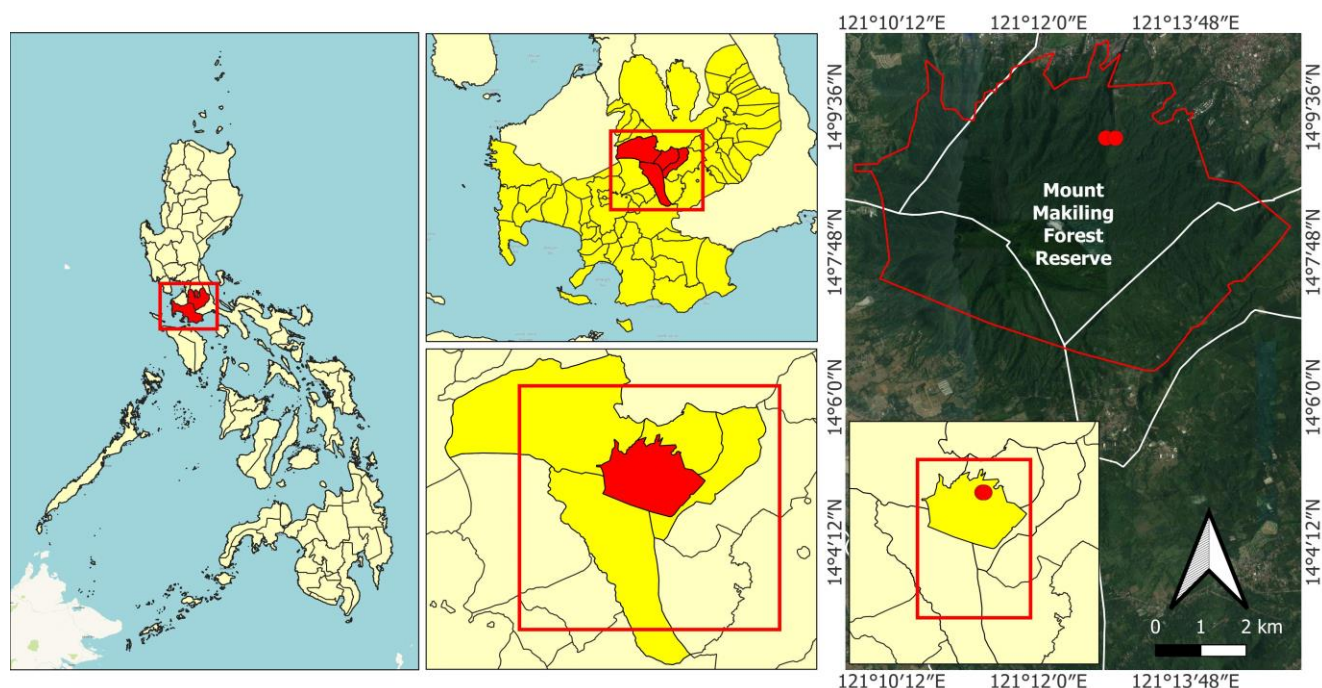 121°10′12″E 121°12′0″E 121°13′48″E
14°9′36″N
14°9′36″N
Mount
Makiling
Forest
Reserve
14°7′48″N
14°7′48″N
14°6′0″N
14°6′0″N
14°4′12″N
14°4′12″N
0 1 2 km
121°10′12″E 121°12′0″E 121°13′48″E